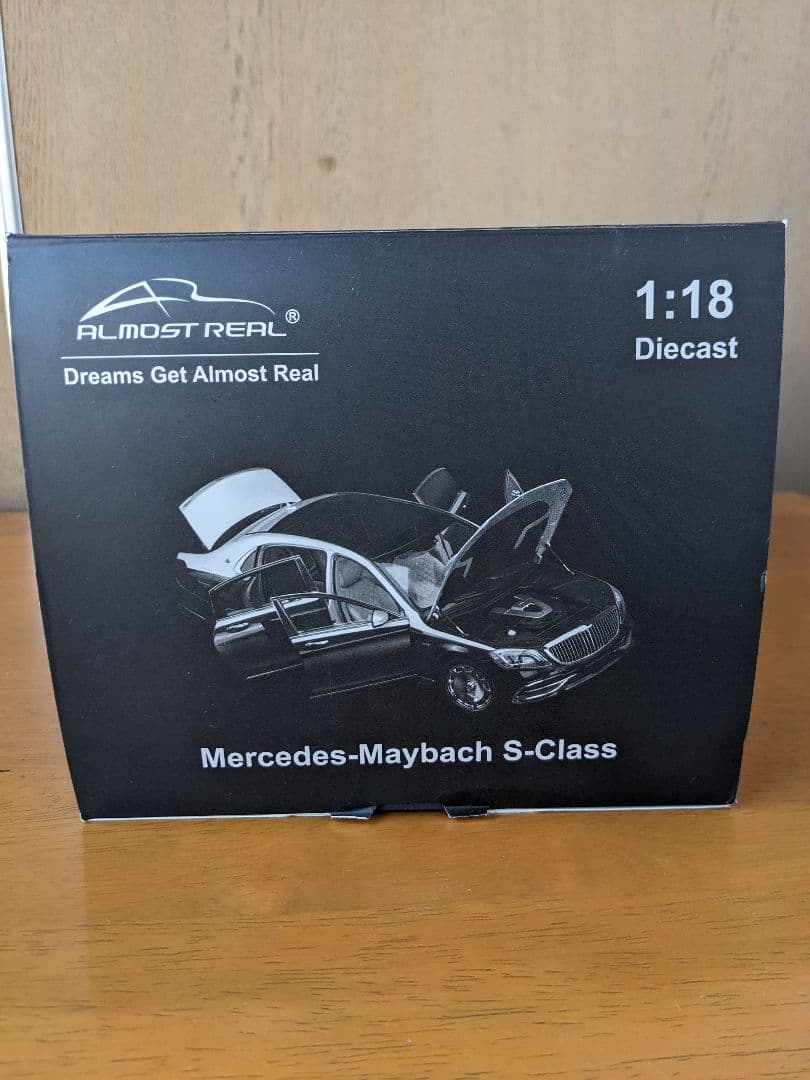 ALMOST REAL®
Dreams Get Almost Real
1:18
Diecast
Mercedes-Maybach S-Class